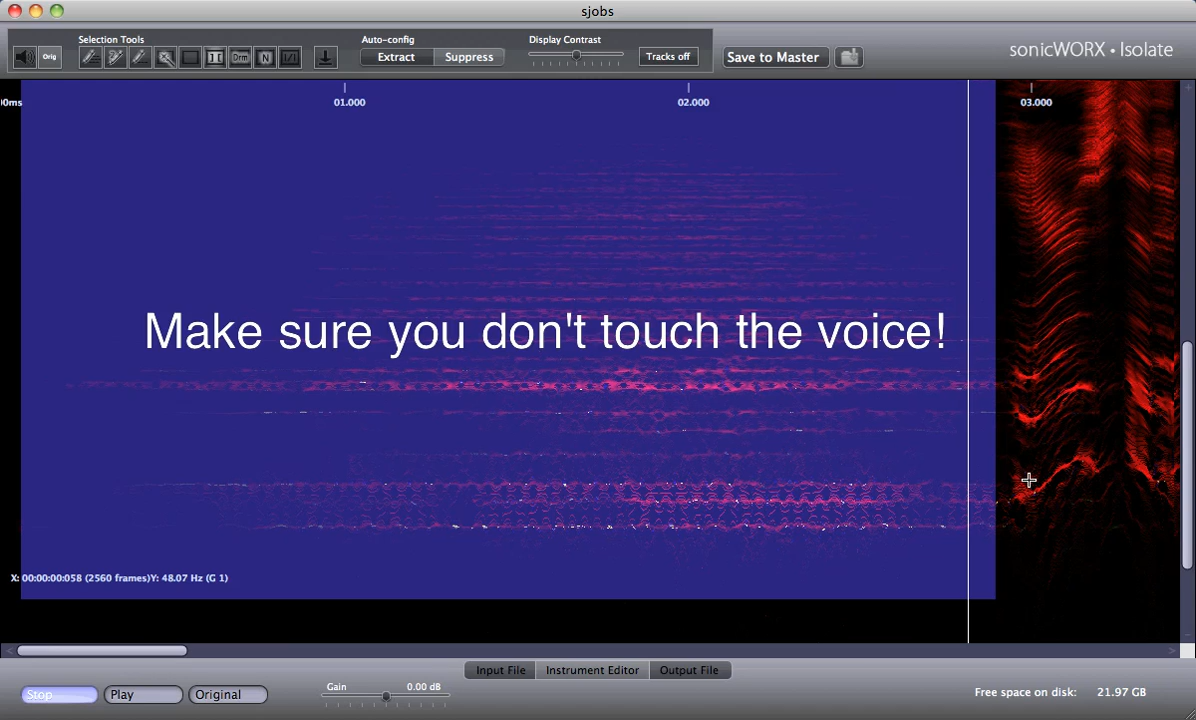 sjobs
Selection Tools
Auto-config
Display Contrast
Orig
Drm
N
Extract
Suppress
Tracks off
Save to Master
sonicWORX • Isolate
00ms
01.000
02.000
03.000
Make sure you don't touch the voice!
X: 00:00:00:058 (2560 frames)Y: 48.07 Hz (G 1)
Input File
Instrument Editor
Output File
Stop
Play
Original
Gain
0.00 dB
Free space on disk:
21.97 GB